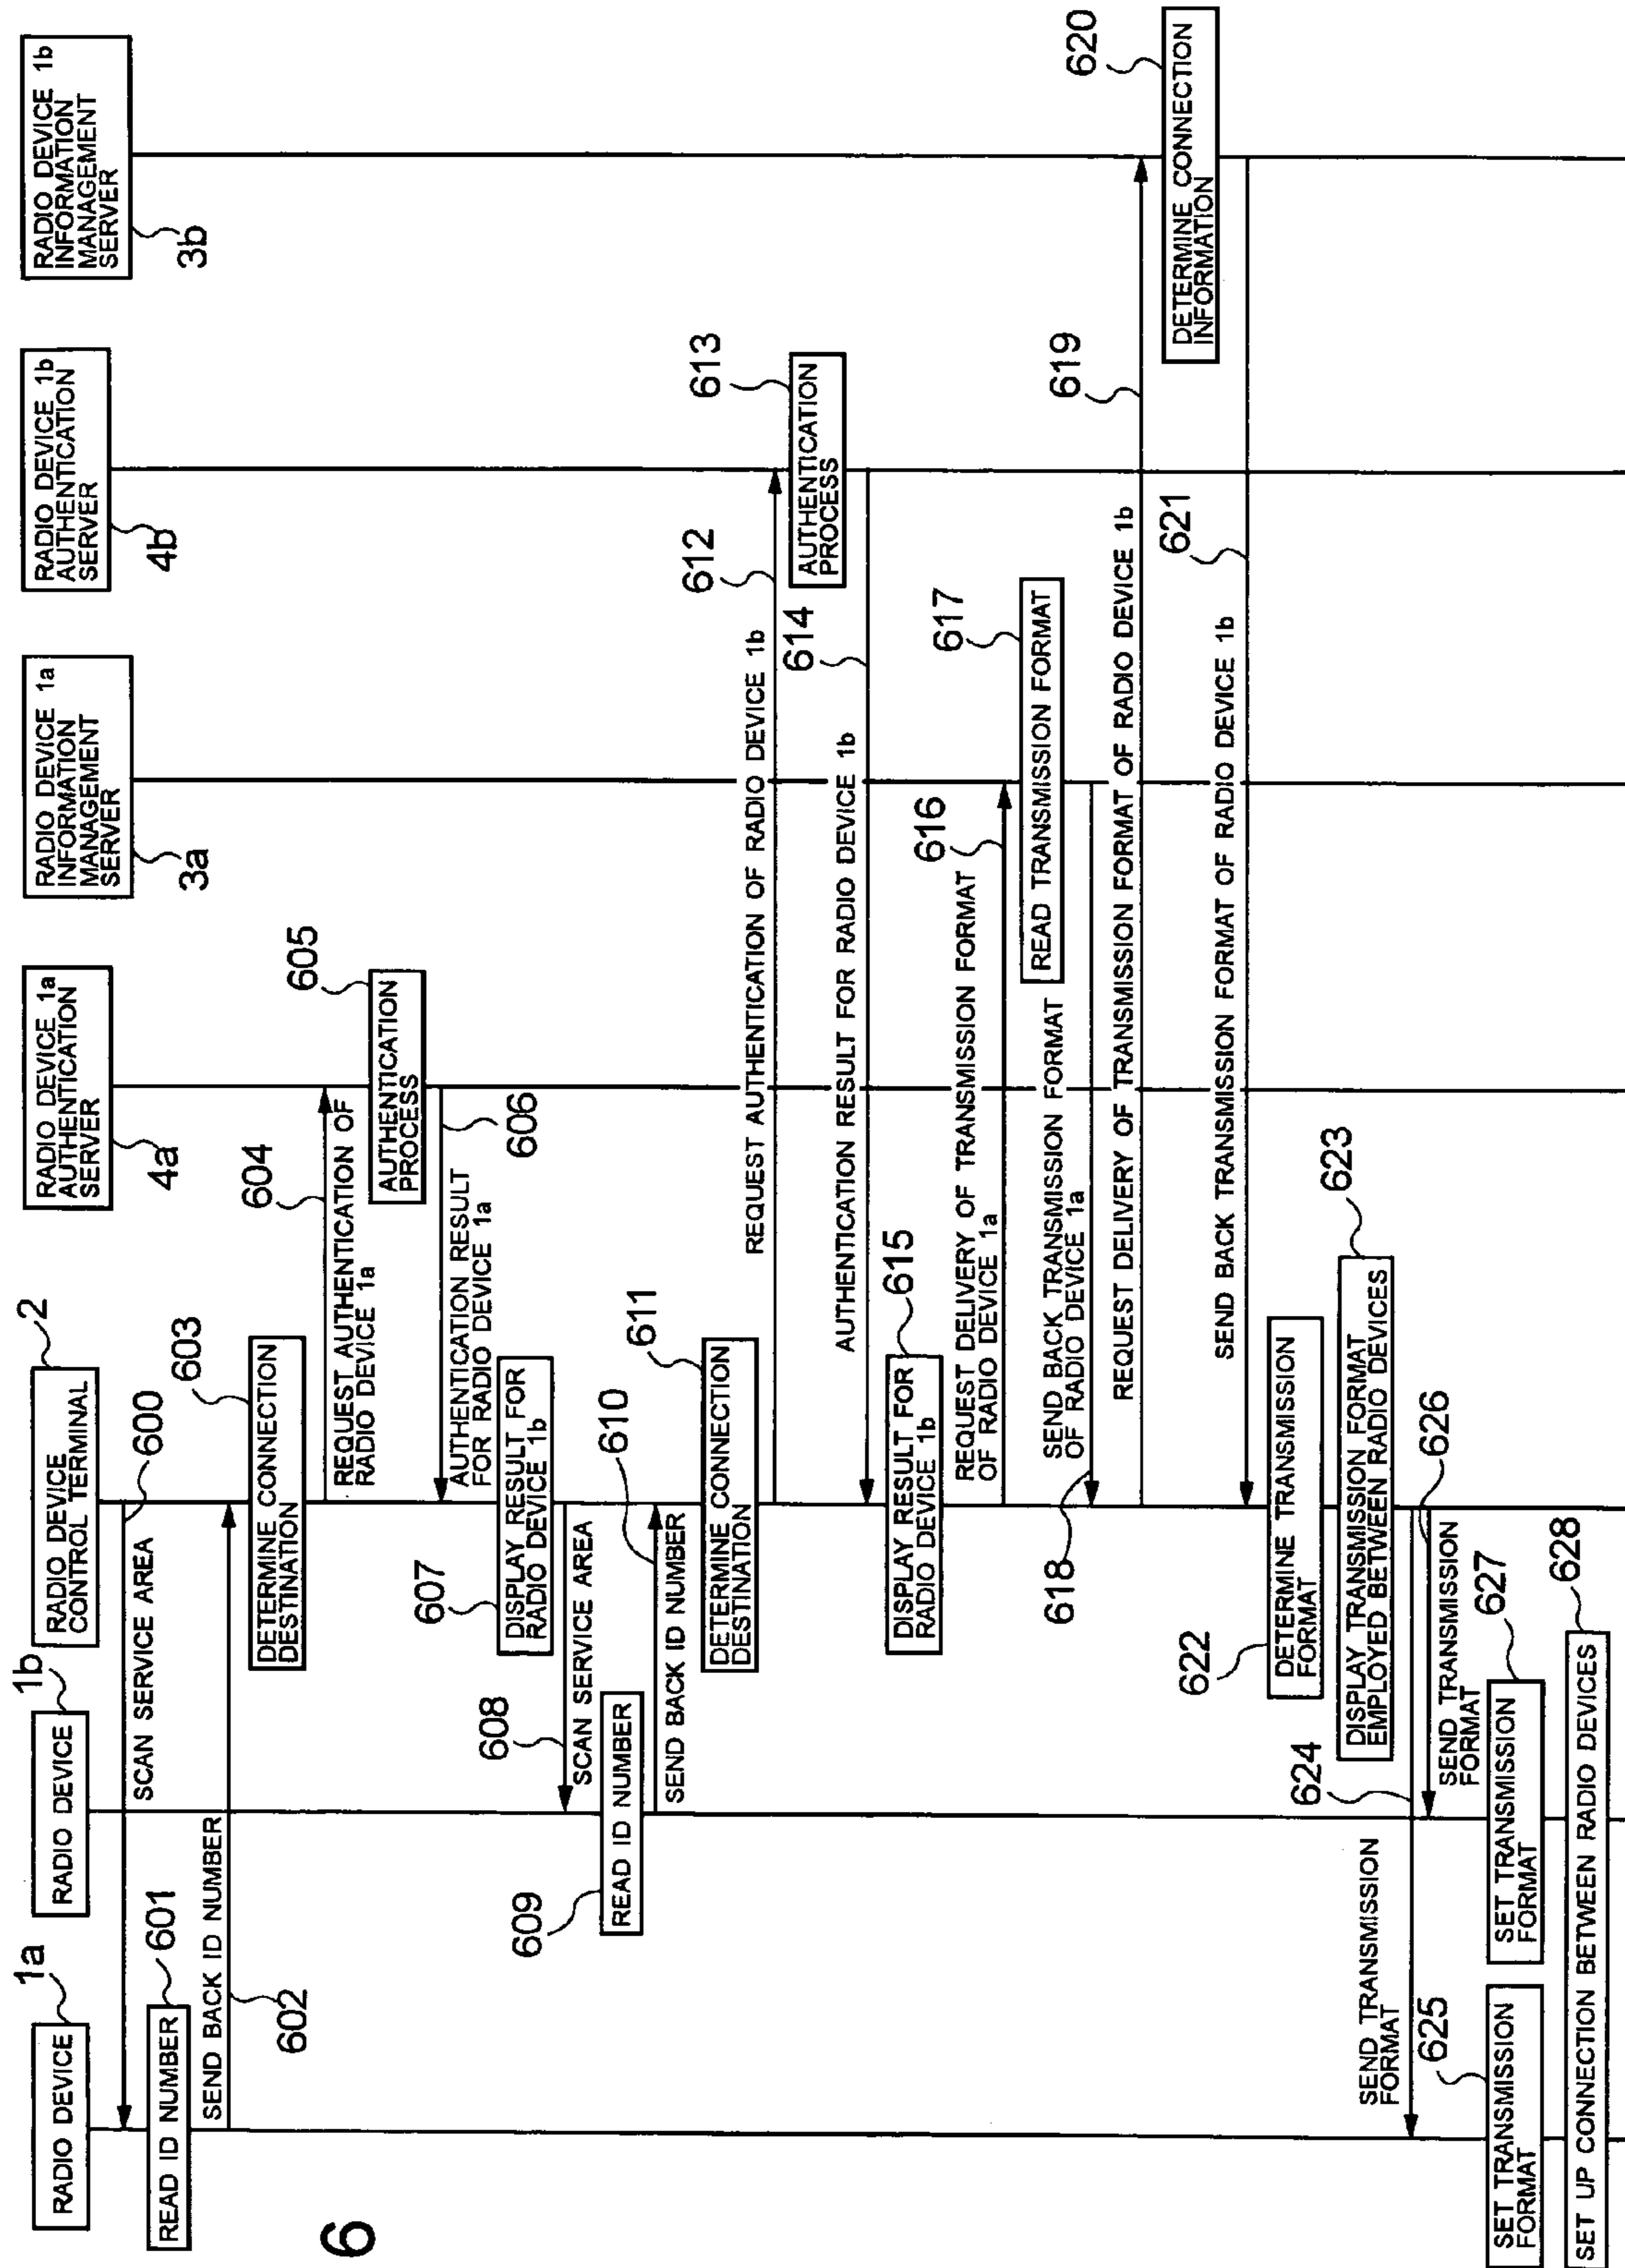 6
RADIO DEVICE
1a
RADIO DEVICE
1b
RADIO DEVICE
CONTROL TERMINAL
2
RADIO DEVICE 1a
AUTHENTICATION
SERVER
4a
RADIO DEVICE 1a
INFORMATION
MANAGEMENT
SERVER
3a
RADIO DEVICE 1b
AUTHENTICATION
SERVER
4b
RADIO DEVICE 1b
INFORMATION
MANAGEMENT
SERVER
3b
SCAN SERVICE AREA
600
READ ID NUMBER
601
SEND BACK ID NUMBER
602
DETERMINE CONNECTION
DESTINATION
603
604
REQUEST AUTHENTICATION OF
RADIO DEVICE 1a
AUTHENTICATION
PROCESS
605
AUTHENTICATION RESULT
FOR RADIO DEVICE 1a
606
607
DISPLAY RESULT FOR
RADIO DEVICE 1b
608
SCAN SERVICE AREA
609
READ ID NUMBER
610
SEND BACK ID NUMBER
DETERMINE CONNECTION
DESTINATION
611
REQUEST AUTHENTICATION OF RADIO DEVICE 1b
612
AUTHENTICATION
PROCESS
613
AUTHENTICATION RESULT FOR RADIO DEVICE 1b
614
DISPLAY RESULT FOR
RADIO DEVICE 1b
615
REQUEST DELIVERY OF TRANSMISSION FORMAT
OF RADIO DEVICE 1a
616
READ TRANSMISSION FORMAT
617
SEND BACK TRANSMISSION FORMAT
OF RADIO DEVICE 1a
618
REQUEST DELIVERY OF TRANSMISSION FORMAT OF RADIO DEVICE 1b
619
DETERMINE CONNECTION
INFORMATION
620
SEND BACK TRANSMISSION FORMAT OF RADIO DEVICE 1b
621
622
DETERMINE TRANSMISSION
FORMAT
DISPLAY TRANSMISSION FORMAT
EMPLOYED BETWEEN RADIO DEVICES
623
SEND TRANSMISSION
FORMAT
624
SEND TRANSMISSION
FORMAT
626
SET TRANSMISSION
FORMAT
625
SET TRANSMISSION
FORMAT
627
SET UP CONNECTION BETWEEN RADIO DEVICES
628